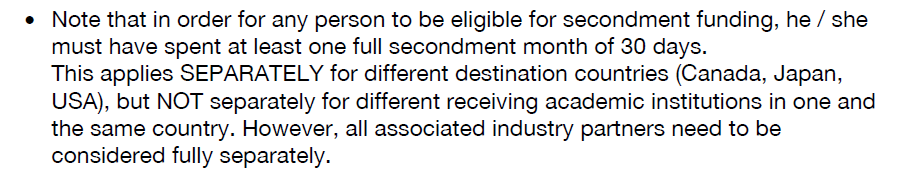 • Note that in order for any person to be eligible for secondment funding, he / she
must have spent at least one full secondment month of 30 days.
This applies SEPARATELY for different destination countries (Canada, Japan,
USA), but NOT separately for different receiving academic institutions in one and
the same country. However, all associated industry partners need to be
considered fully separately.